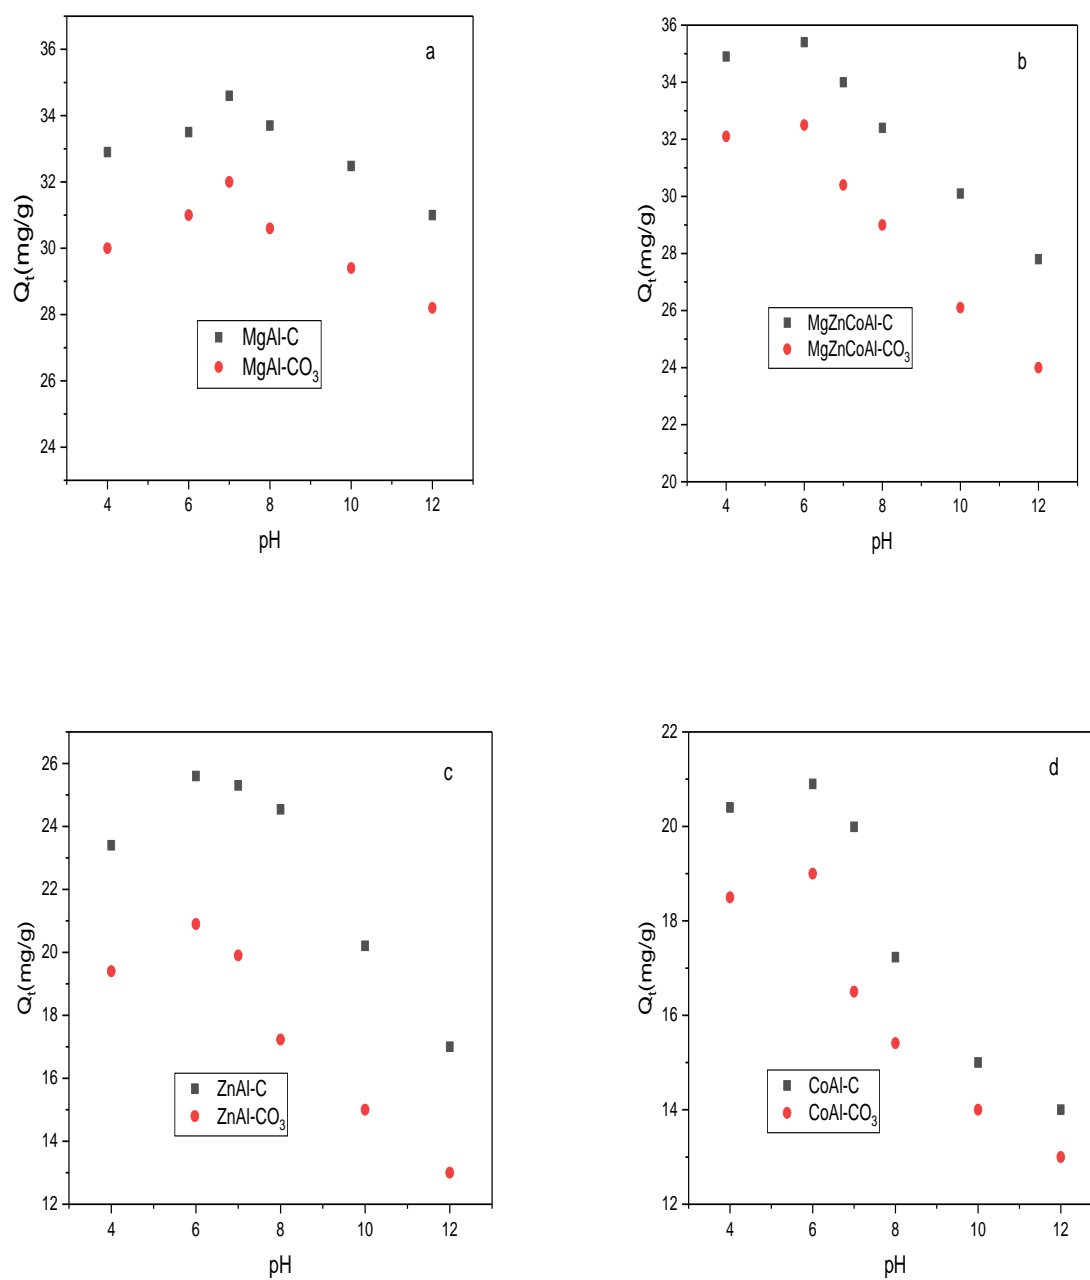 a
36
34
32
30
28
26
24
Qt(mg/g)
MgAl-C
MgAl-CO3
4 6 8 10 12
pH
b
36
34
32
30
28
26
24
22
20
Qt(mg/g)
MgZnCoAl-C
MgZnCoAl-CO3
4 6 8 10 12
pH
c
26
24
22
20
18
16
14
12
Qt(mg/g)
ZnAl-C
ZnAl-CO3
4 6 8 10 12
pH
d
22
20
18
16
14
12
Qt(mg/g)
CoAl-C
CoAl-CO3
4 6 8 10 12
pH